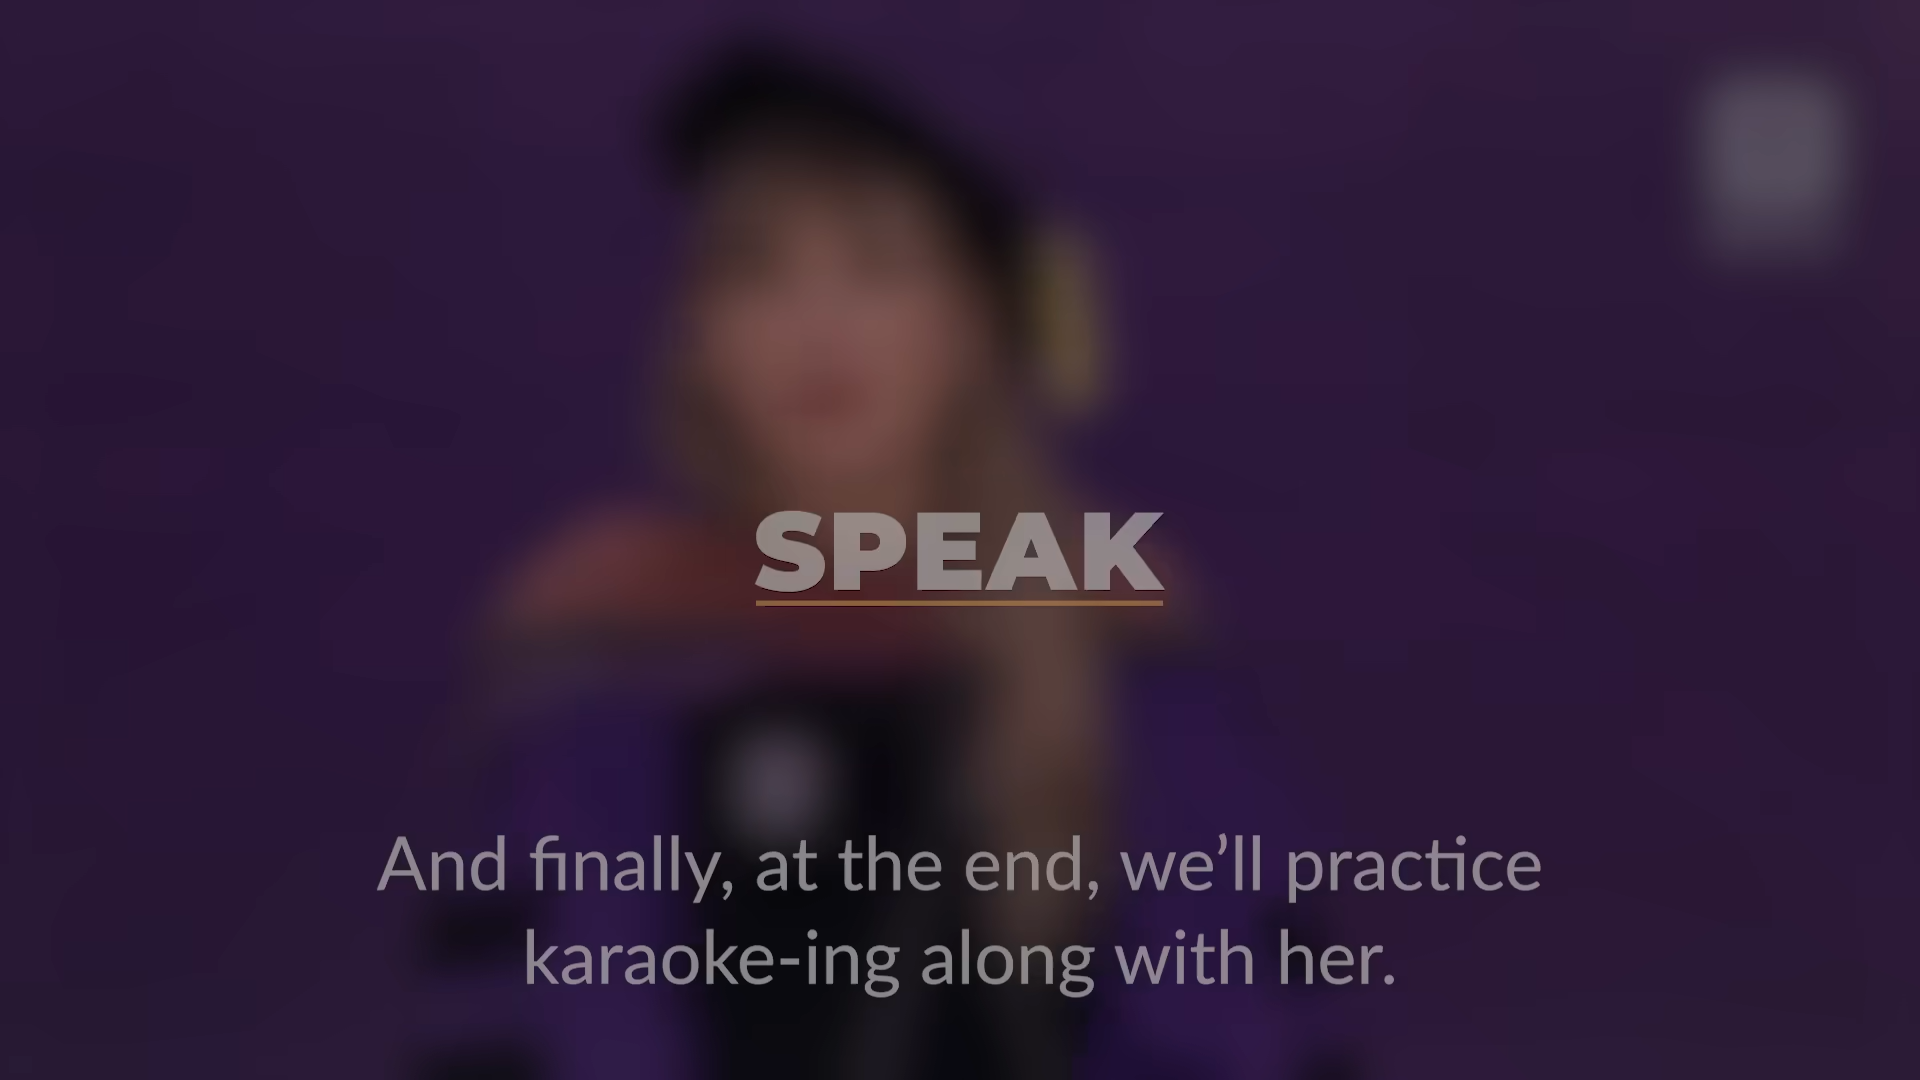 SPEAK
And finally, at the end, we’ll practice
karaoke-ing along with her.